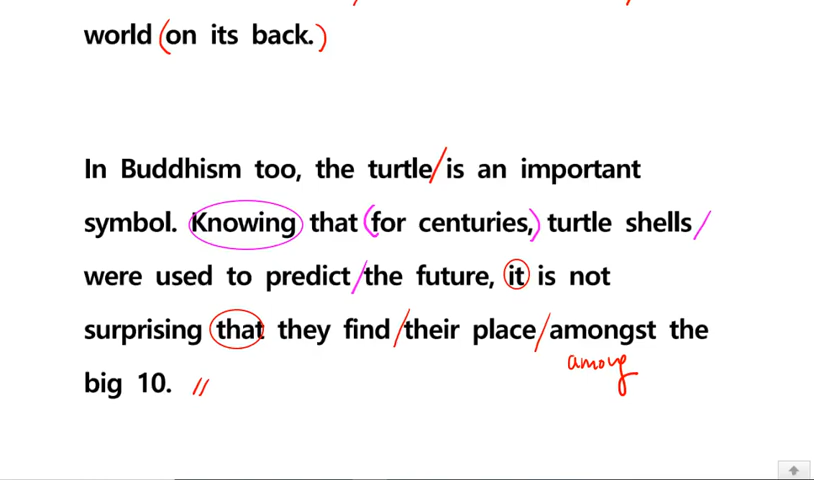 world (on its back.)
In Buddhism too, the turtle/is an important
symbol. Knowing that (for centuries,) turtle shells/
were used to predict/the future, it is not
surprising that they find/their place/amongst the
among
big 10. //